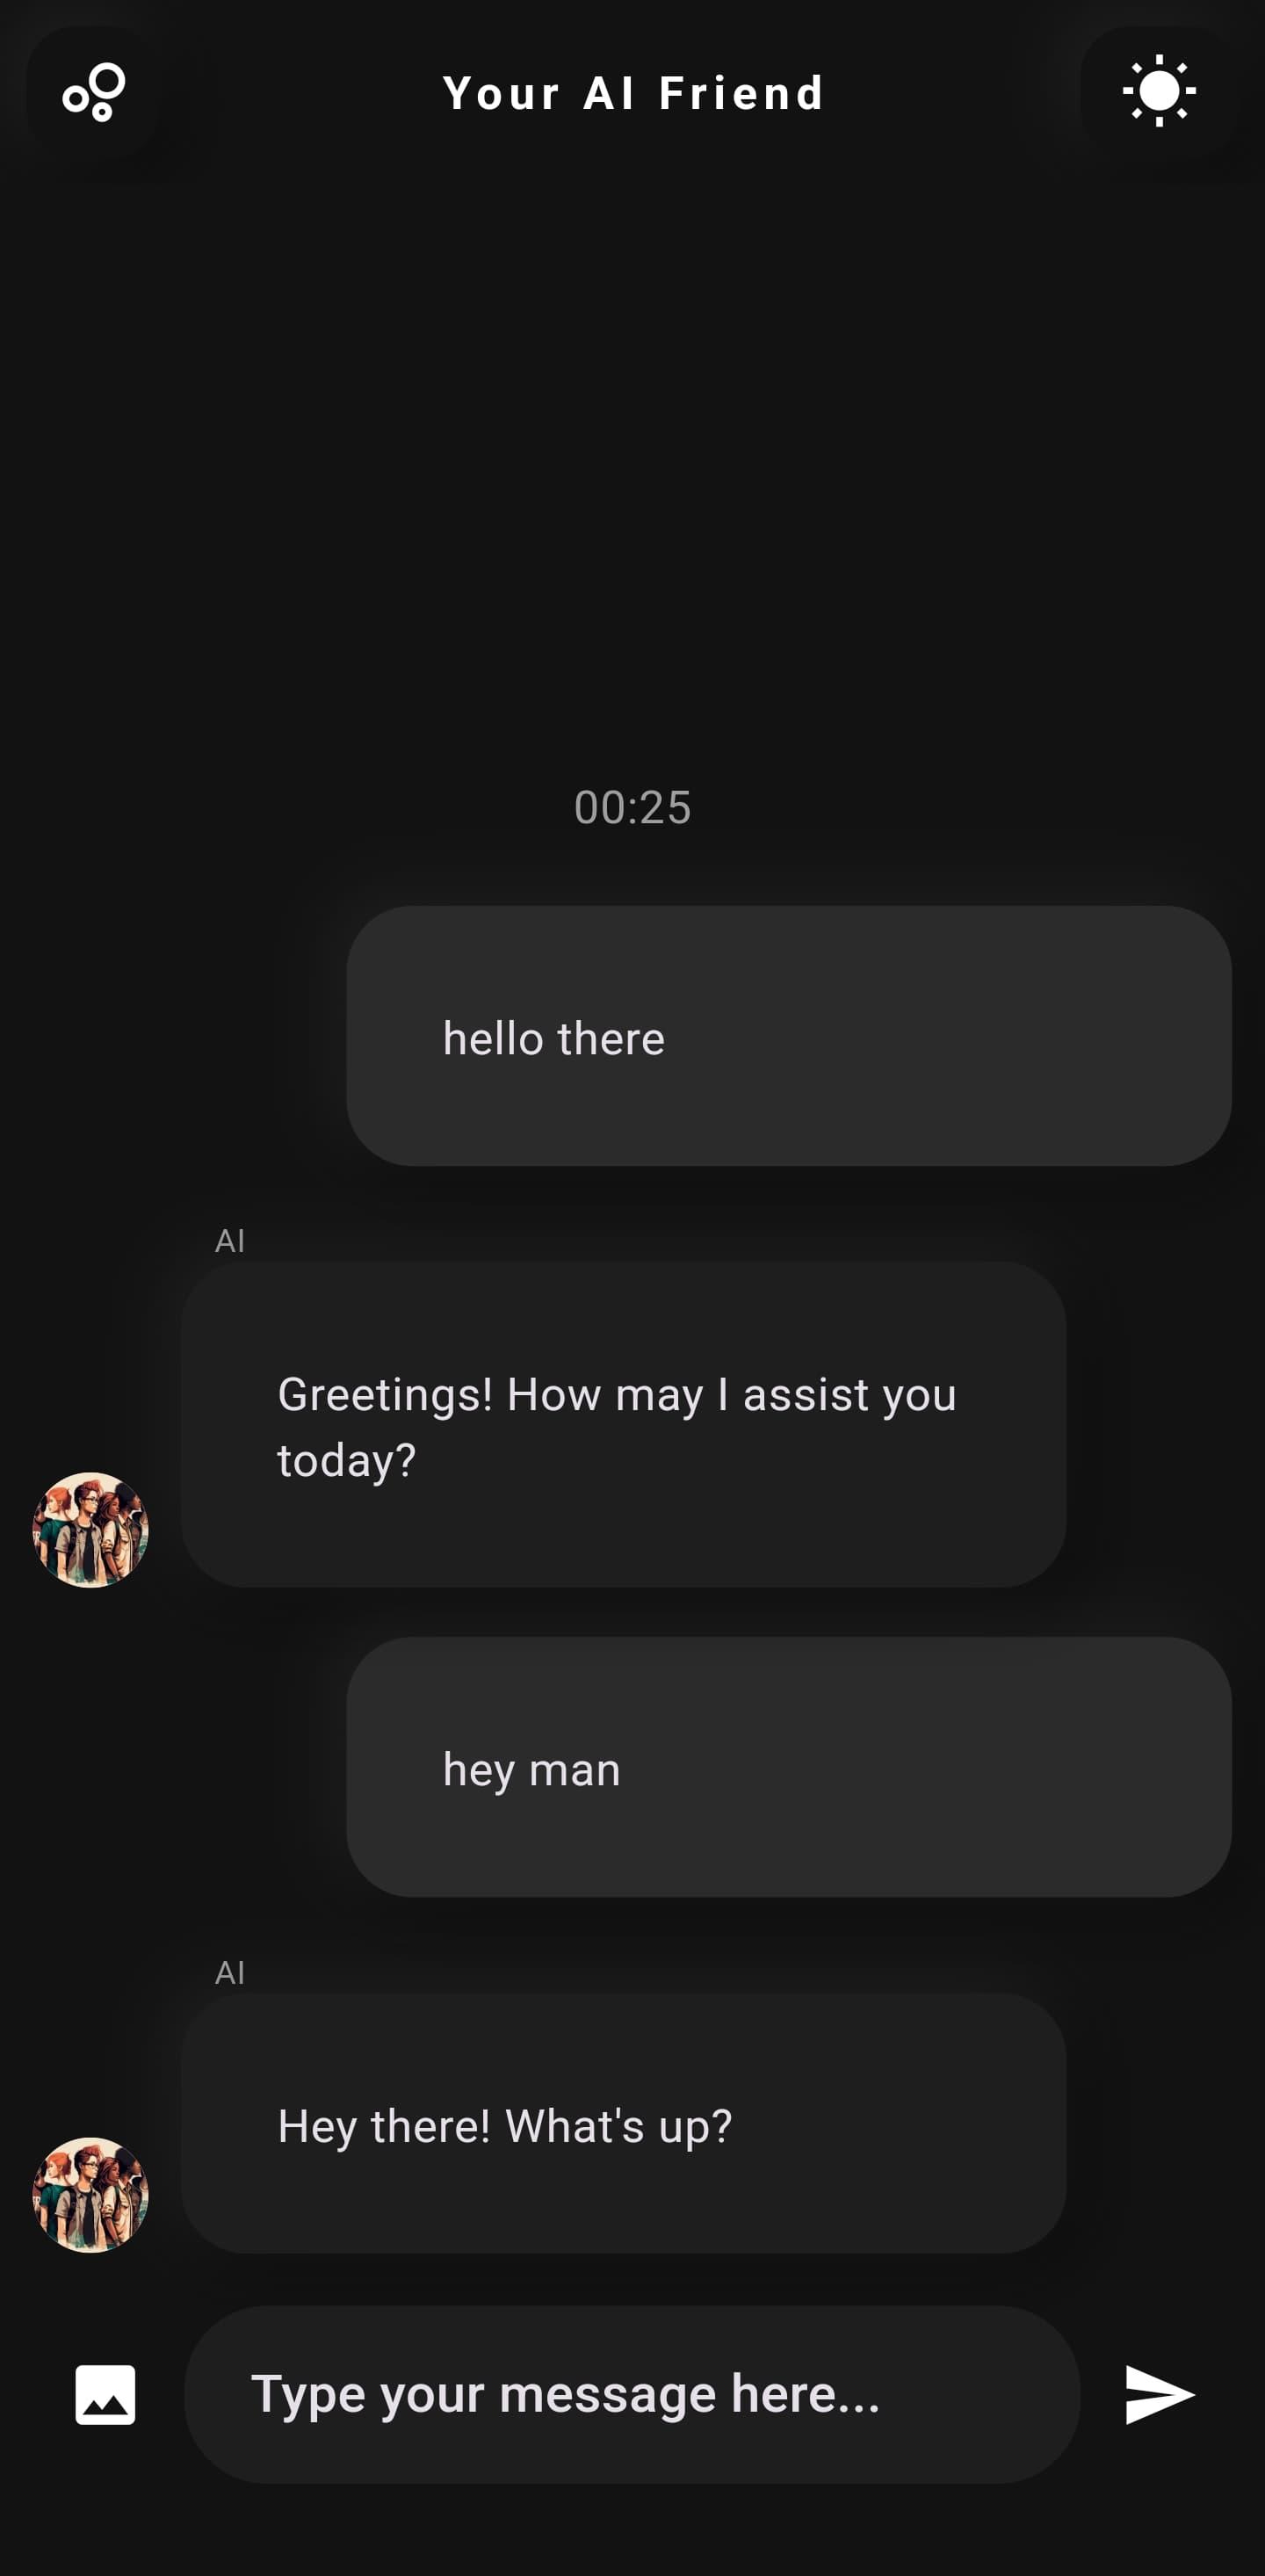 Your AI Friend
00:25
hello there
AI
Greetings! How may I assist you
today?
hey man
AI
Hey there! What's up?
Type your message here...